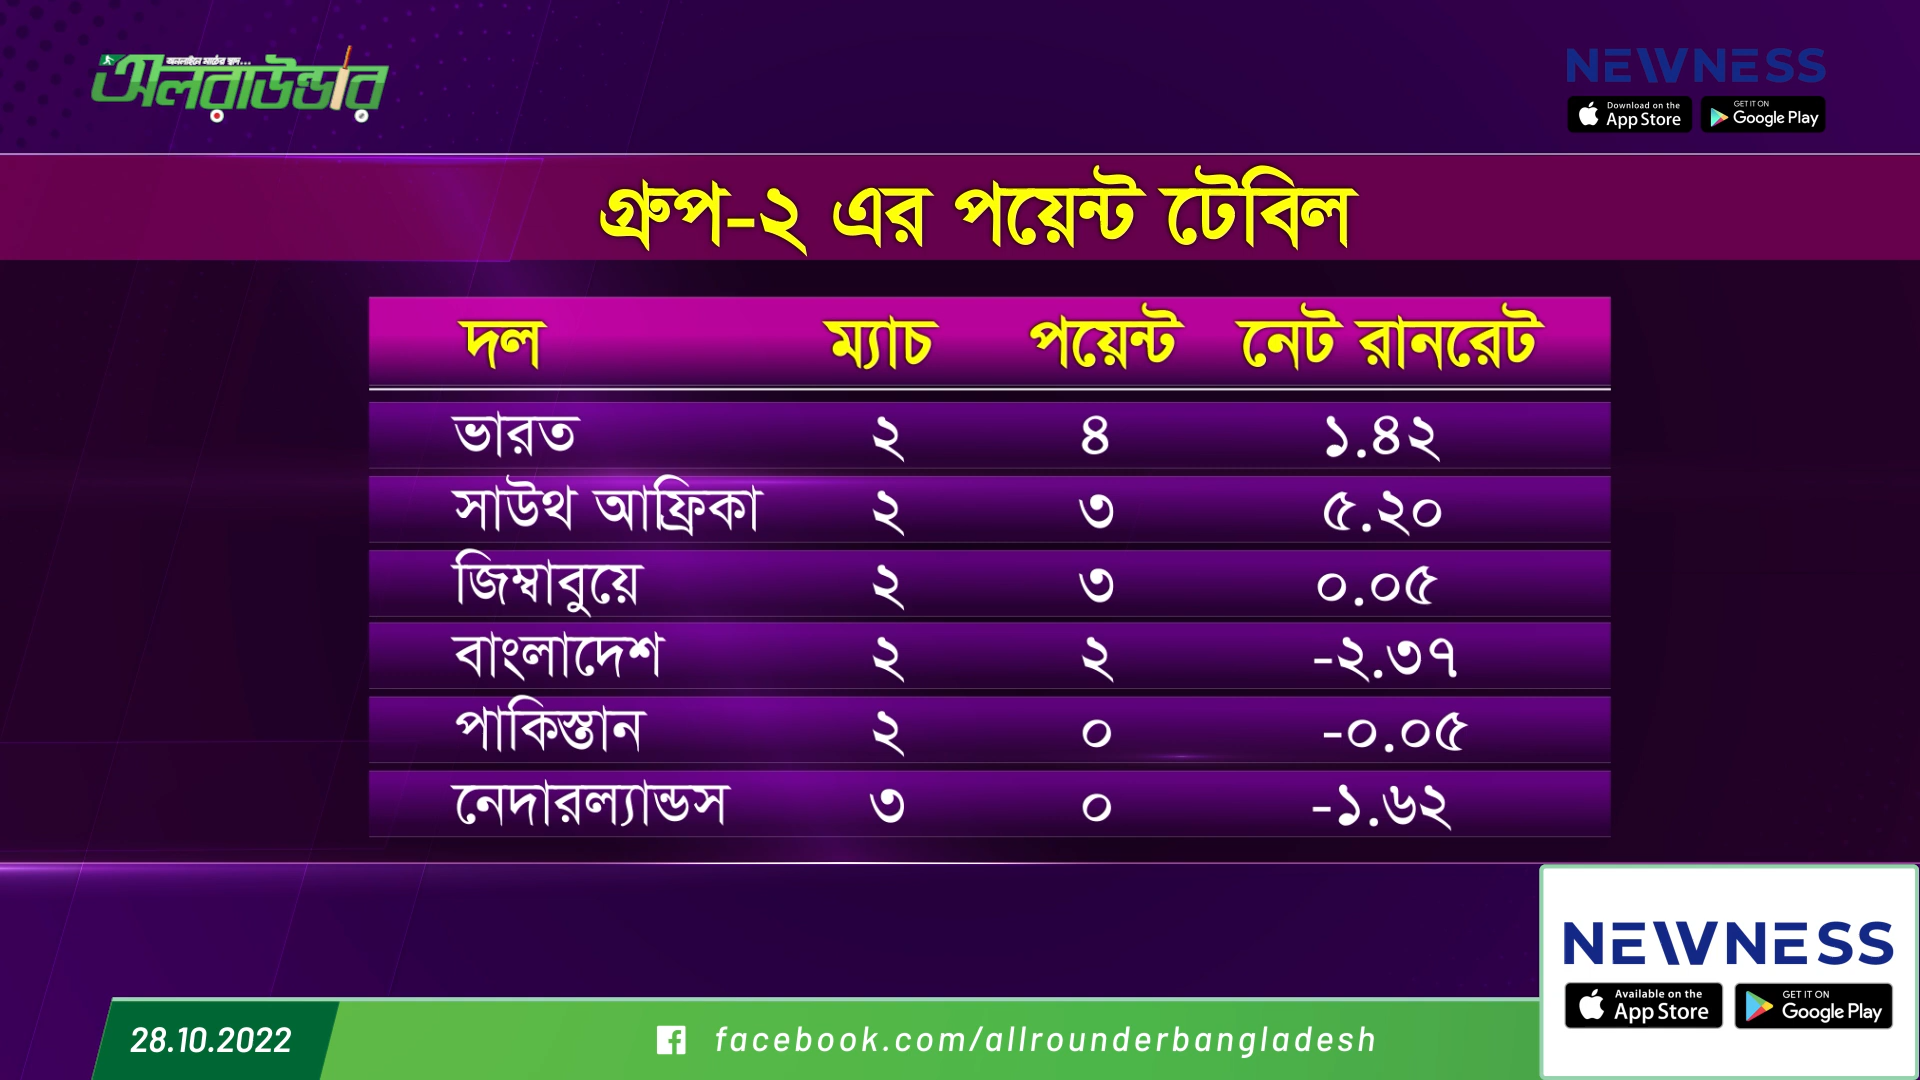 অনলাইনে মাঠের স্বাদ...
অলরাউন্ডার
NEWNESS
Download on the App Store
GET IT ON Google Play
গ্রুপ-২ এর পয়েন্ট টেবিল
দল ম্যাচ পয়েন্ট নেট রানরেট
ভারত ২ ৪ ১.৪২
সাউথ আফ্রিকা ২ ৩ ৫.২০
জিম্বাবুয়ে ২ ৩ ০.০৫
বাংলাদেশ ২ ২ -২.৩৭
পাকিস্তান ২ ০ -০.০৫
নেদারল্যান্ডস ৩ ০ -১.৬২
NEWNESS
Available on the App Store
GET IT ON Google Play
28.10.2022
facebook.com/allrounderbangladesh